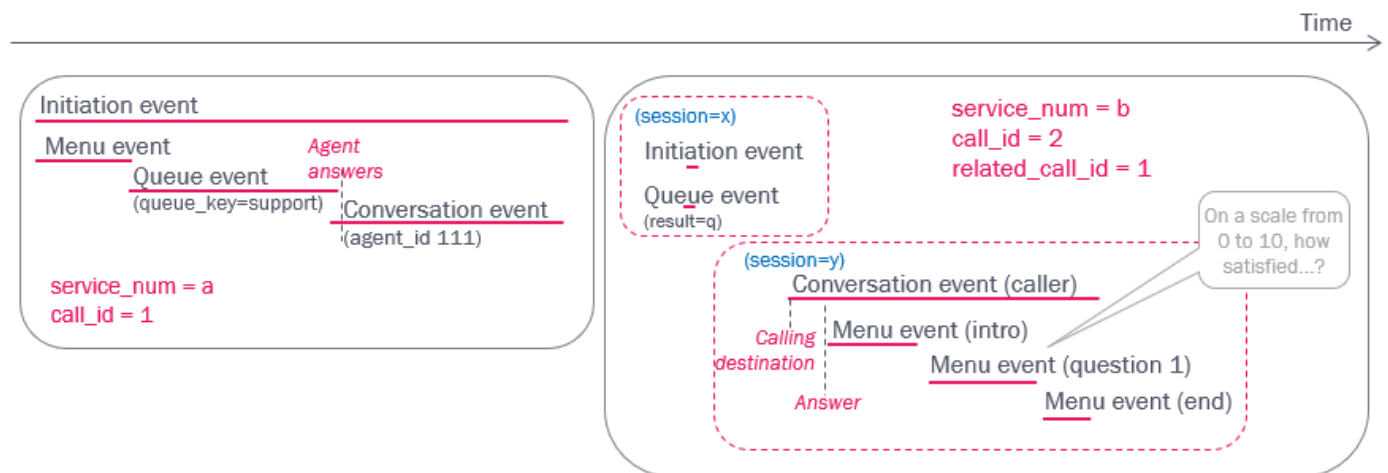 Time
Initiation event
Menu event
Agent
answers
Queue event
(queue_key=support)
Conversation event
(agent_id 111)
service_num = a
call_id = 1
(session=x)
Initiation event
Queue event
(result=q)
service_num = b
call_id = 2
related_call_id = 1
On a scale from
0 to 10, how
satisfied...?
(session=y)
Conversation event (caller)
Calling
destination
Menu event (intro)
Menu event (question 1)
Answer
Menu event (end)